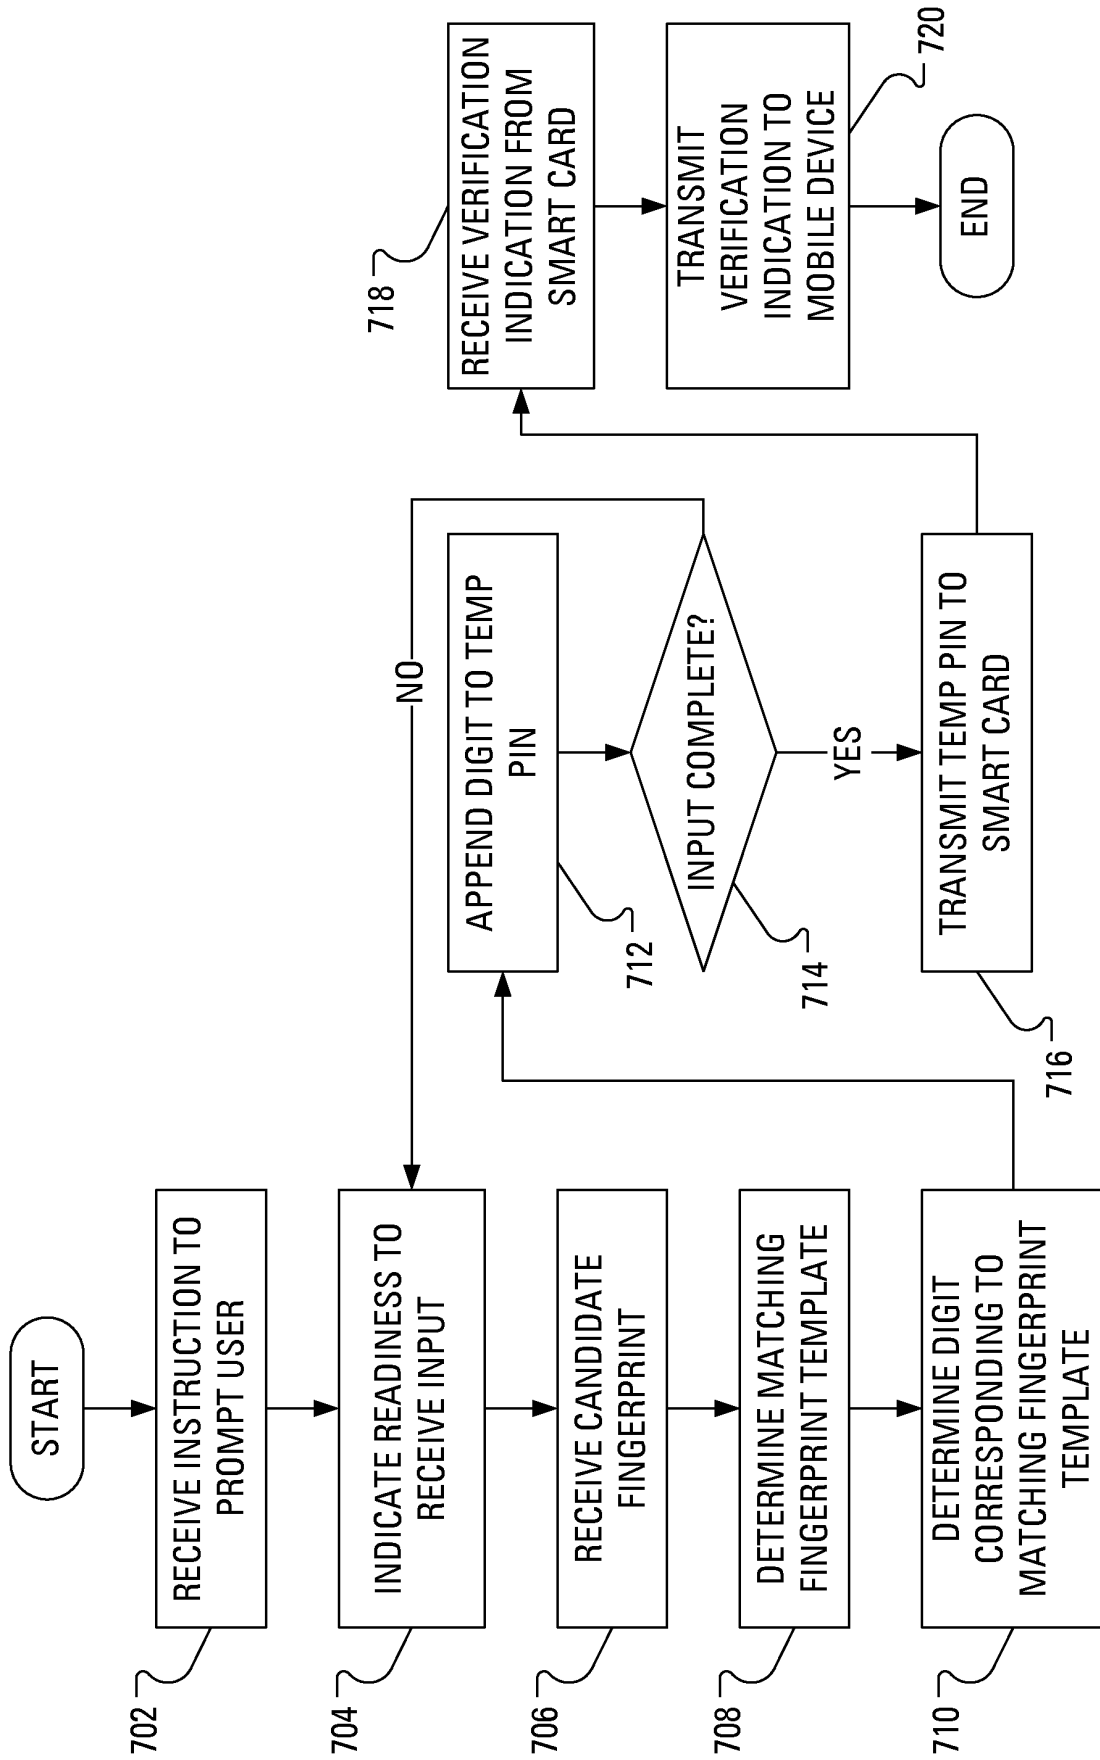 START
702
RECEIVE INSTRUCTION TO
PROMPT USER
704
INDICATE READINESS TO
RECEIVE INPUT
706
RECEIVE CANDIDATE
FINGERPRINT
708
DETERMINE MATCHING
FINGERPRINT TEMPLATE
710
DETERMINE DIGIT
CORRESPONDING TO
MATCHING FINGERPRINT
TEMPLATE
NO
APPEND DIGIT TO TEMP
PIN
712
INPUT COMPLETE?
714
YES
TRANSMIT TEMP PIN TO
SMART CARD
716
718
RECEIVE VERIFICATION
INDICATION FROM
SMART CARD
TRANSMIT
VERIFICATION
INDICATION TO
MOBILE DEVICE
720
END